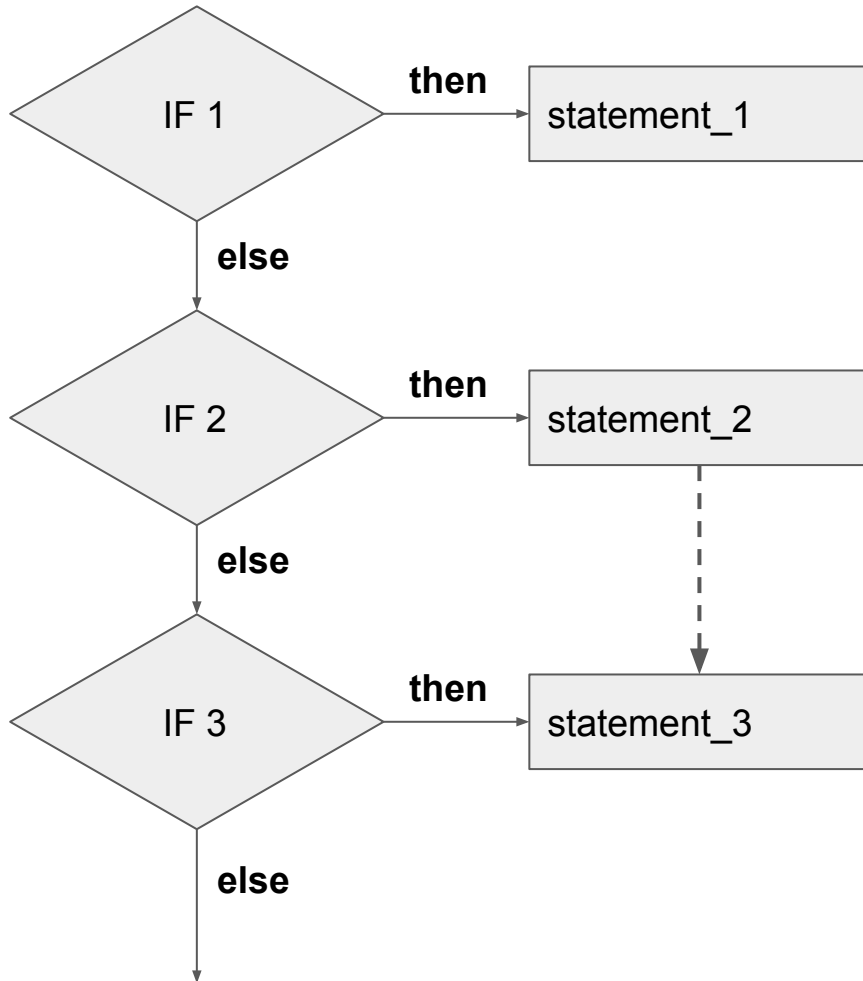 then
IF 1
statement_1
else
then
IF 2
statement_2
else
then
IF 3
statement_3
else